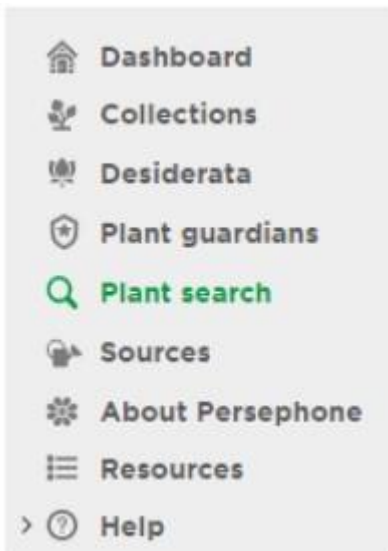 Dashboard
Collections
Desiderata
Plant guardians
Plant search
Sources
About Persephone
Resources
Help